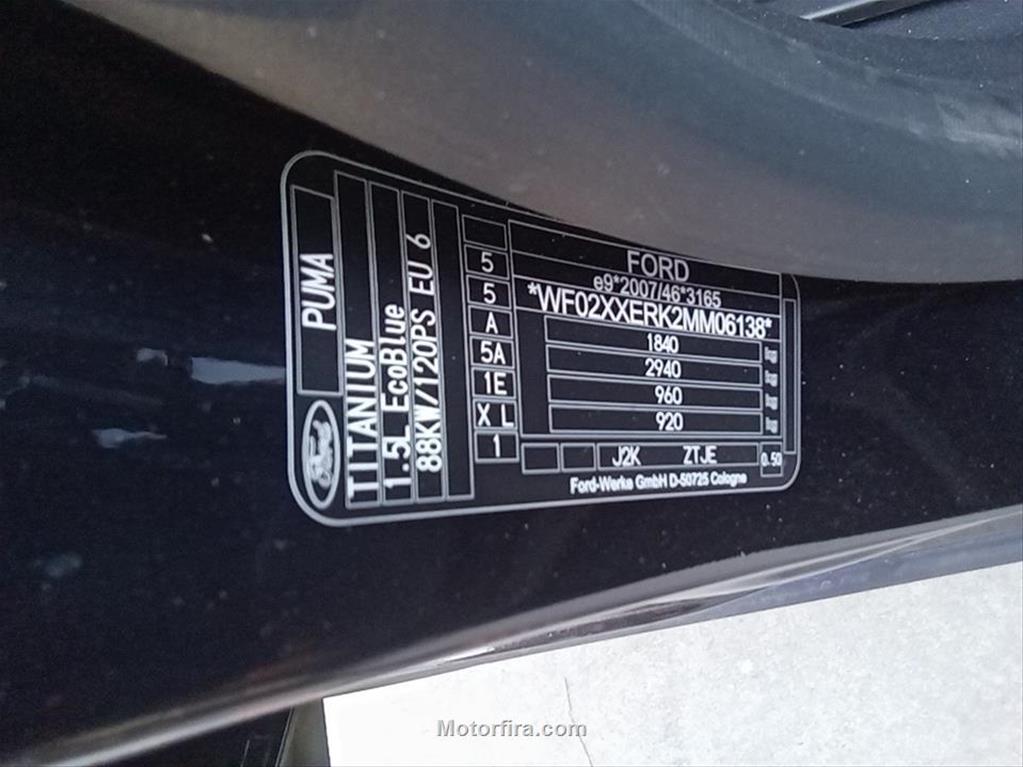 Ford
PUMA
TITANIUM
1.5L EcoBlue
88KW/120PS EU 6
5
5
A
5A
1E
X L
1
FORD
e9*2007/46*3165
*WF02XXERK2MM06138*
1840 kg
2940 kg
960 kg
920 kg
J2K ZTJE 0.50
Ford-Werke GmbH D-50725 Cologne
Motorfira.com